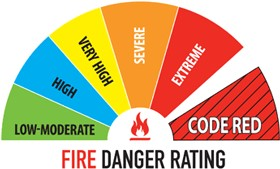 LOW-MODERATE
HIGH
VERY HIGH
SEVERE
EXTREME
CODE RED
FIRE DANGER RATING